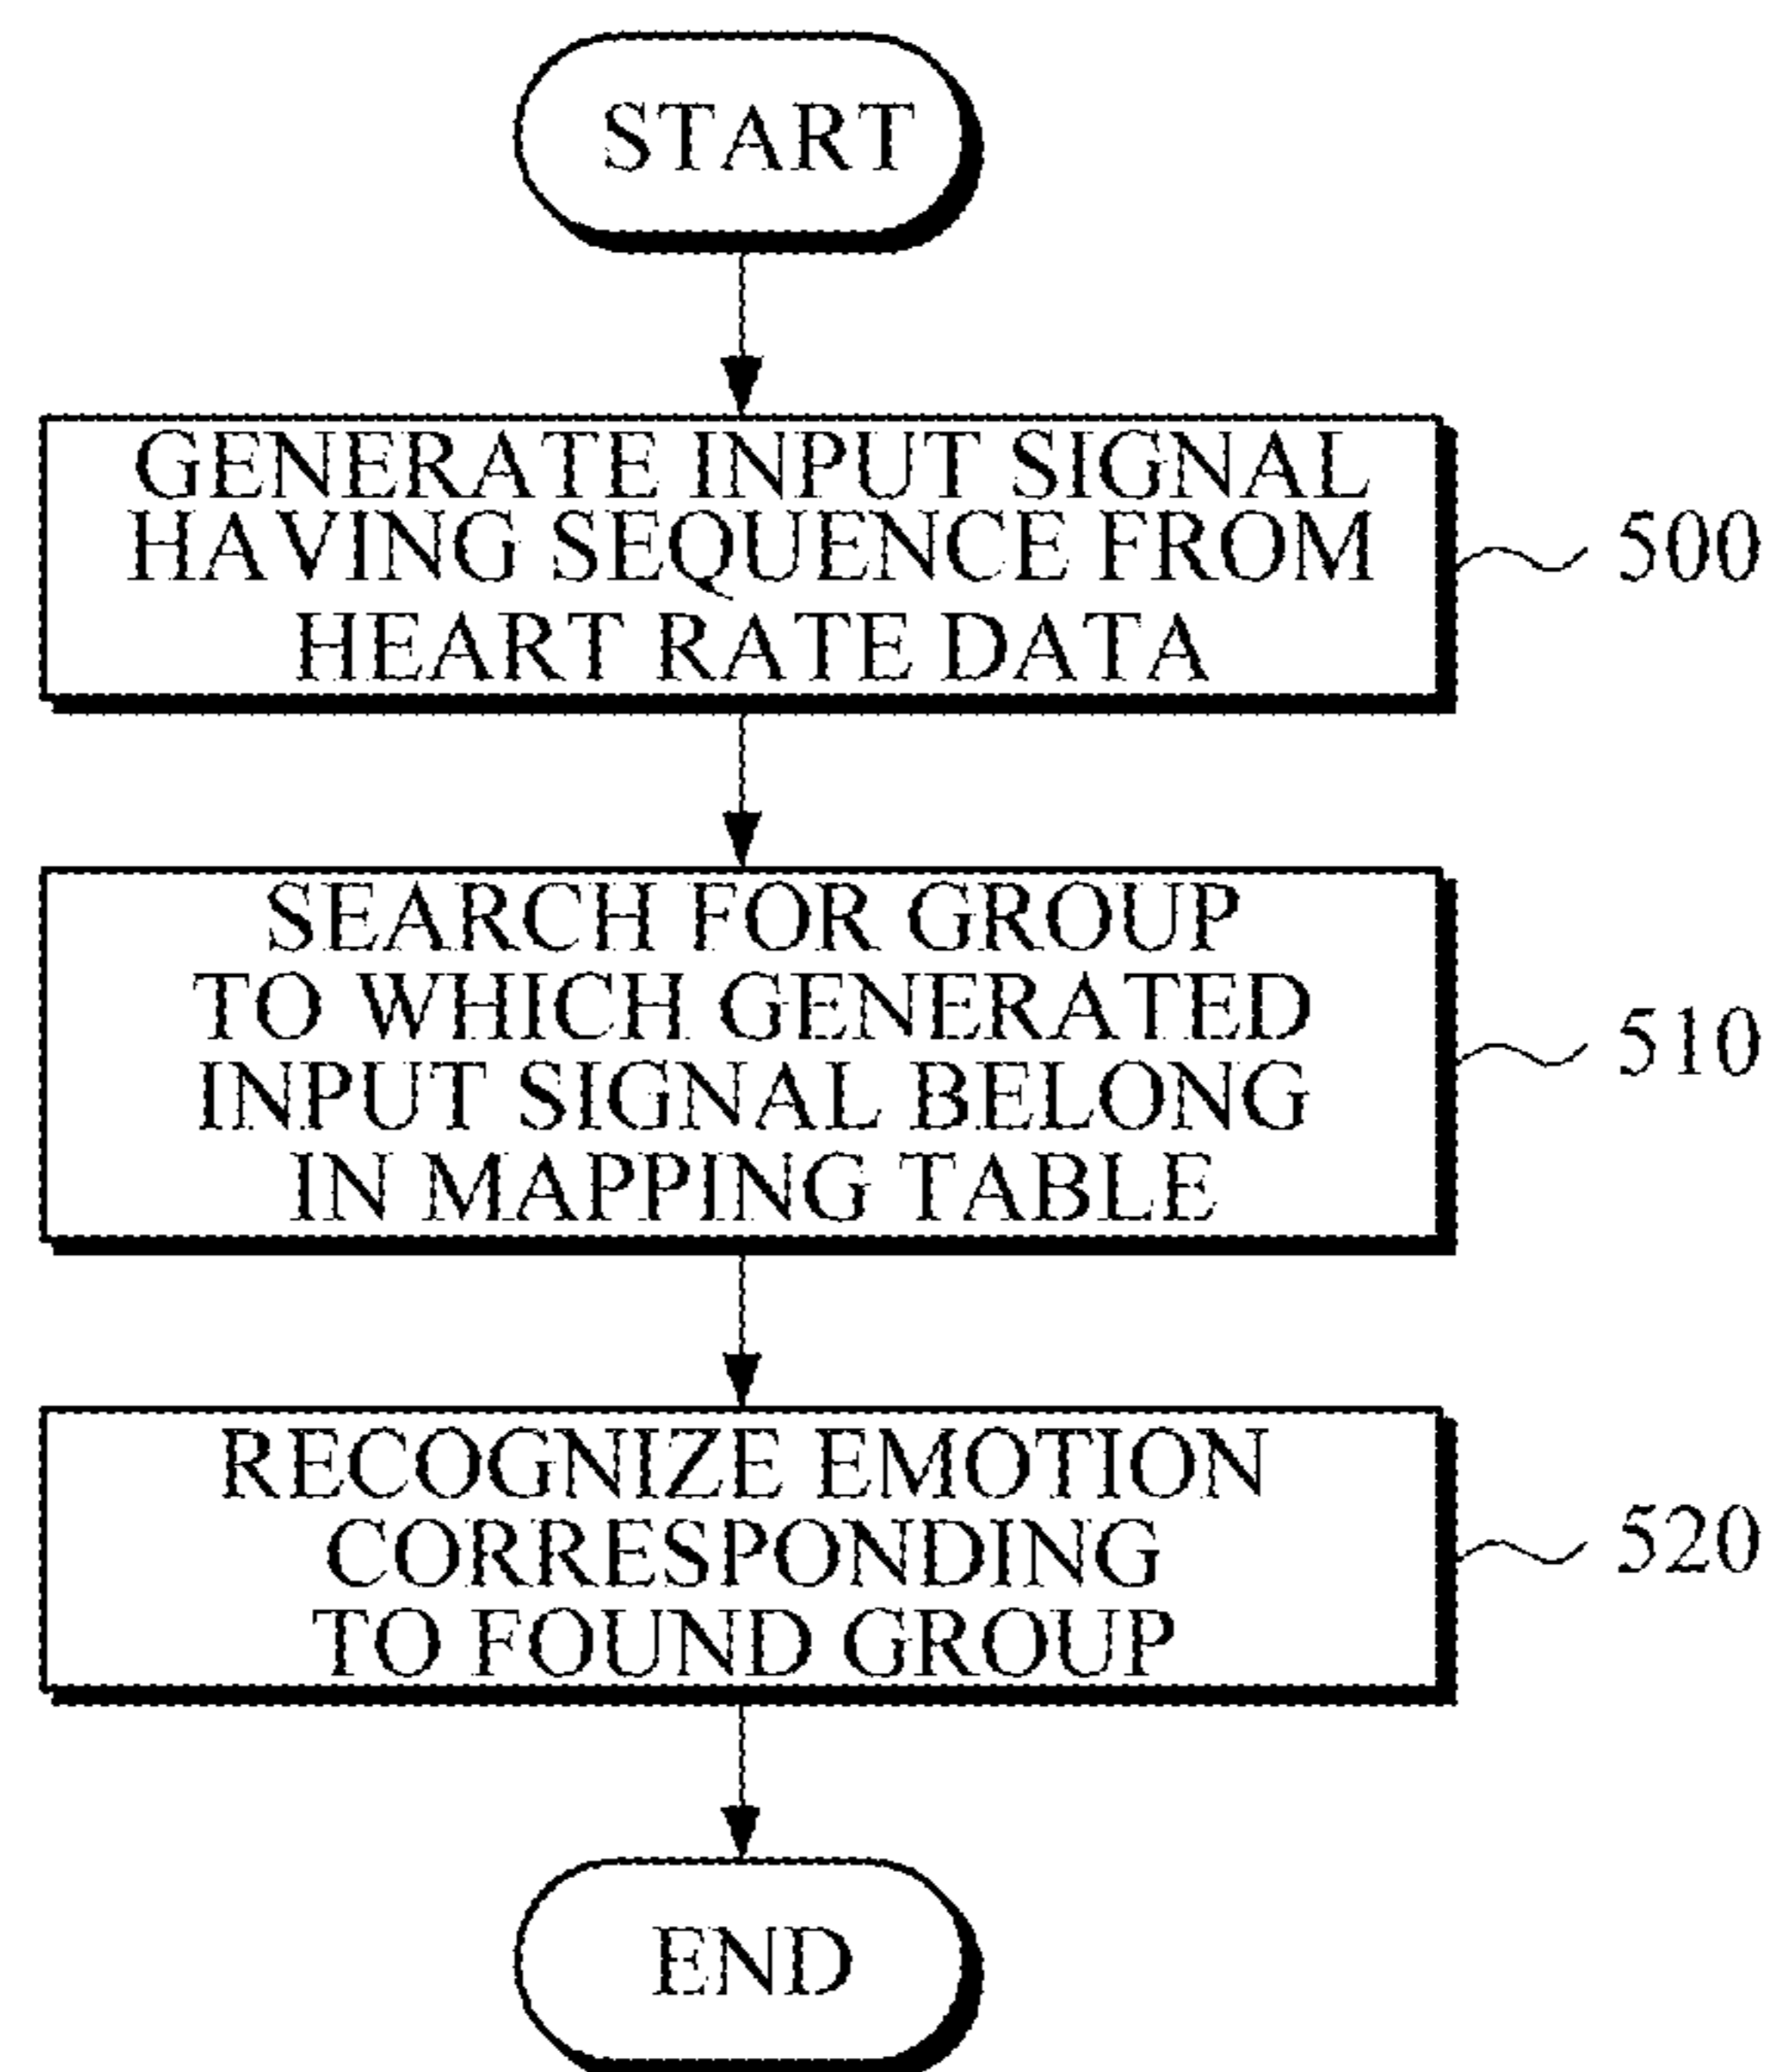 START
GENERATE INPUT SIGNAL
HAVING SEQUENCE FROM
HEART RATE DATA
500
SEARCH FOR GROUP
TO WHICH GENERATED
INPUT SIGNAL BELONG
IN MAPPING TABLE
510
RECOGNIZE EMOTION
CORRESPONDING
TO FOUND GROUP
520
END